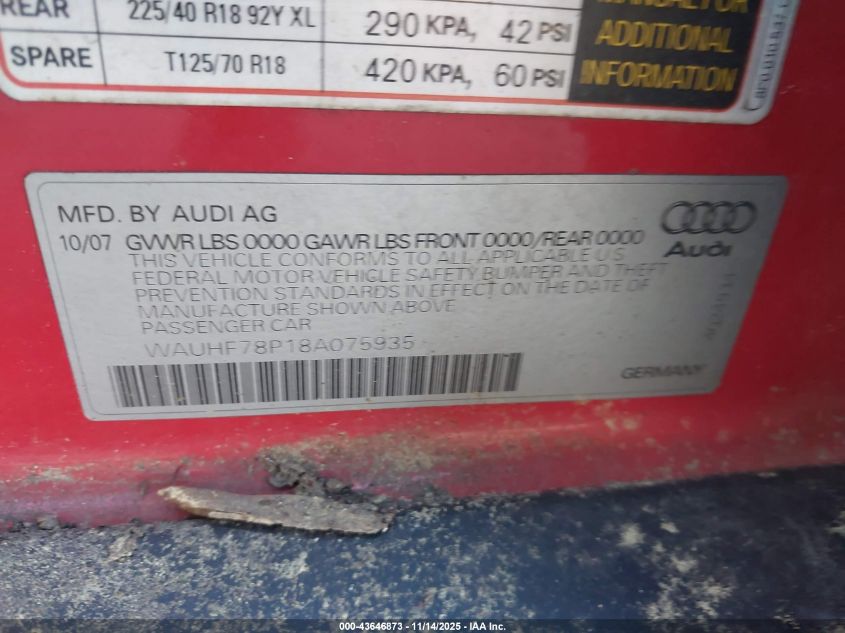 REAR 225/40 R18 92Y XL 290 KPA, 42 PSI
MANUAL FOR
ADDITIONAL
INFORMATION
SPARE T125/70 R18 420 KPA, 60 PSI
MFD. BY AUDI AG
10/07 GVWR LBS 0000 GAWR LBS FRONT 0000/REAR 0000
THIS VEHICLE CONFORMS TO ALL APPLICABLE U.S
FEDERAL MOTOR VEHICLE SAFETY BUMPER AND THEFT
PREVENTION STANDARDS IN EFFECT ON THE DATE OF
MANUFACTURE SHOWN ABOVE
PASSENGER CAR
WAUHF78P18A075935
Audi
GERMANY
000-43646873 - 11/14/2025 - IAA Inc.